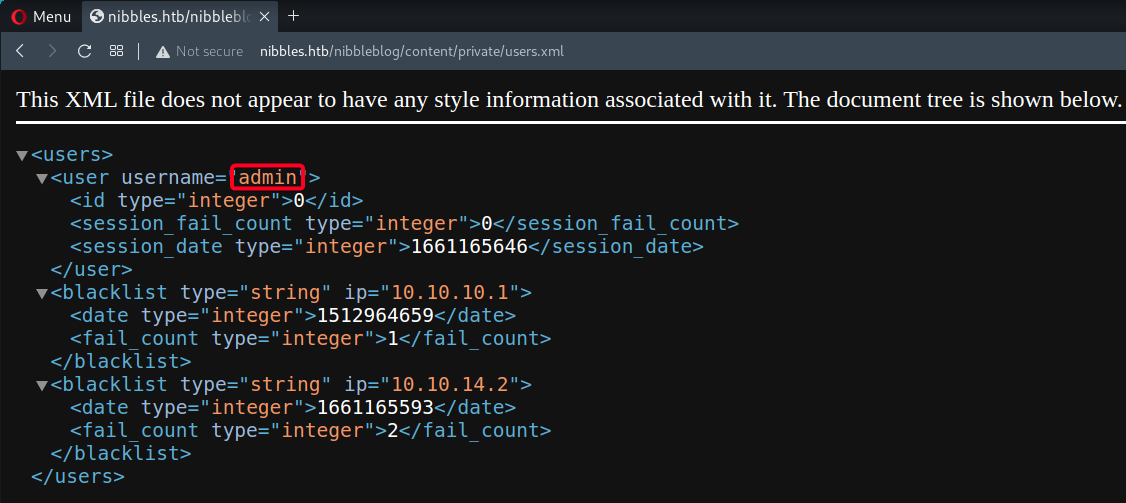 Menu
nibbles.htb/nibblebl
Not secure nibbles.htb/nibbleblog/content/private/users.xml
This XML file does not appear to have any style information associated with it. The document tree is shown below.
<users>
<user username="admin">
<id type="integer">0</id>
<session_fail_count type="integer">0</session_fail_count>
<session_date type="integer">1661165646</session_date>
</user>
<blacklist type="string" ip="10.10.10.1">
<date type="integer">1512964659</date>
<fail_count type="integer">1</fail_count>
</blacklist>
<blacklist type="string" ip="10.10.14.2">
<date type="integer">1661165593</date>
<fail_count type="integer">2</fail_count>
</blacklist>
</users>